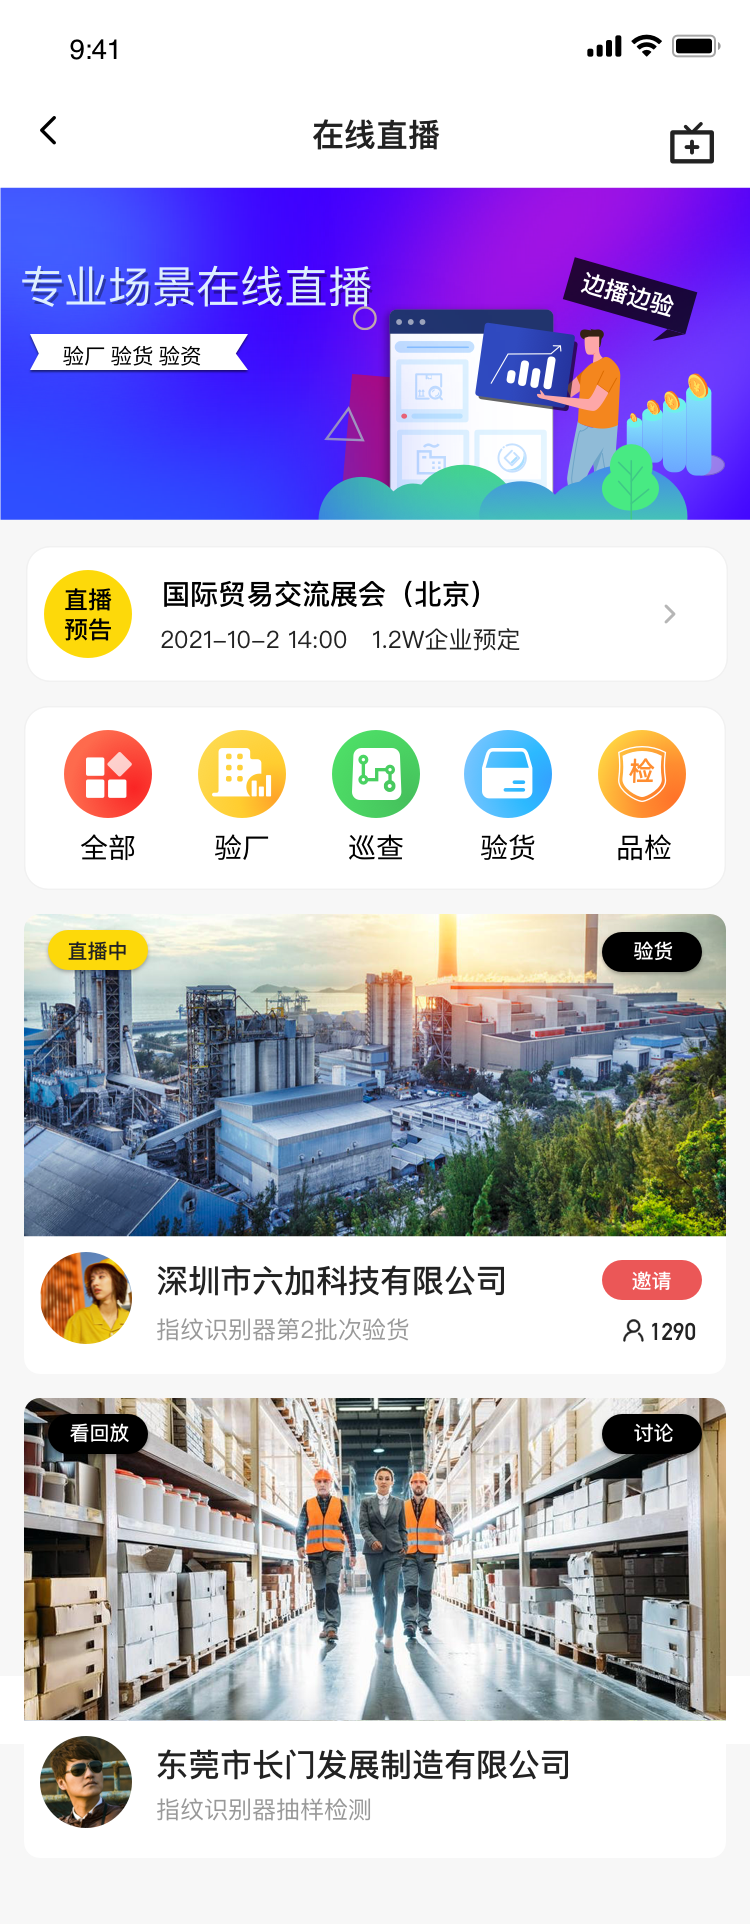 9:41
在线直播
专业场景在线直播
边播边验
验厂 验货 验资
直播
预告
国际贸易交流展会（北京）
2021-10-2 14:00 1.2W企业预定
检
全部 验厂 巡查 验货 品检
直播中 验货
深圳市六加科技有限公司 邀请
指纹识别器第2批次验货 1290
看回放 讨论
东莞市长门发展制造有限公司
指纹识别器抽样检测